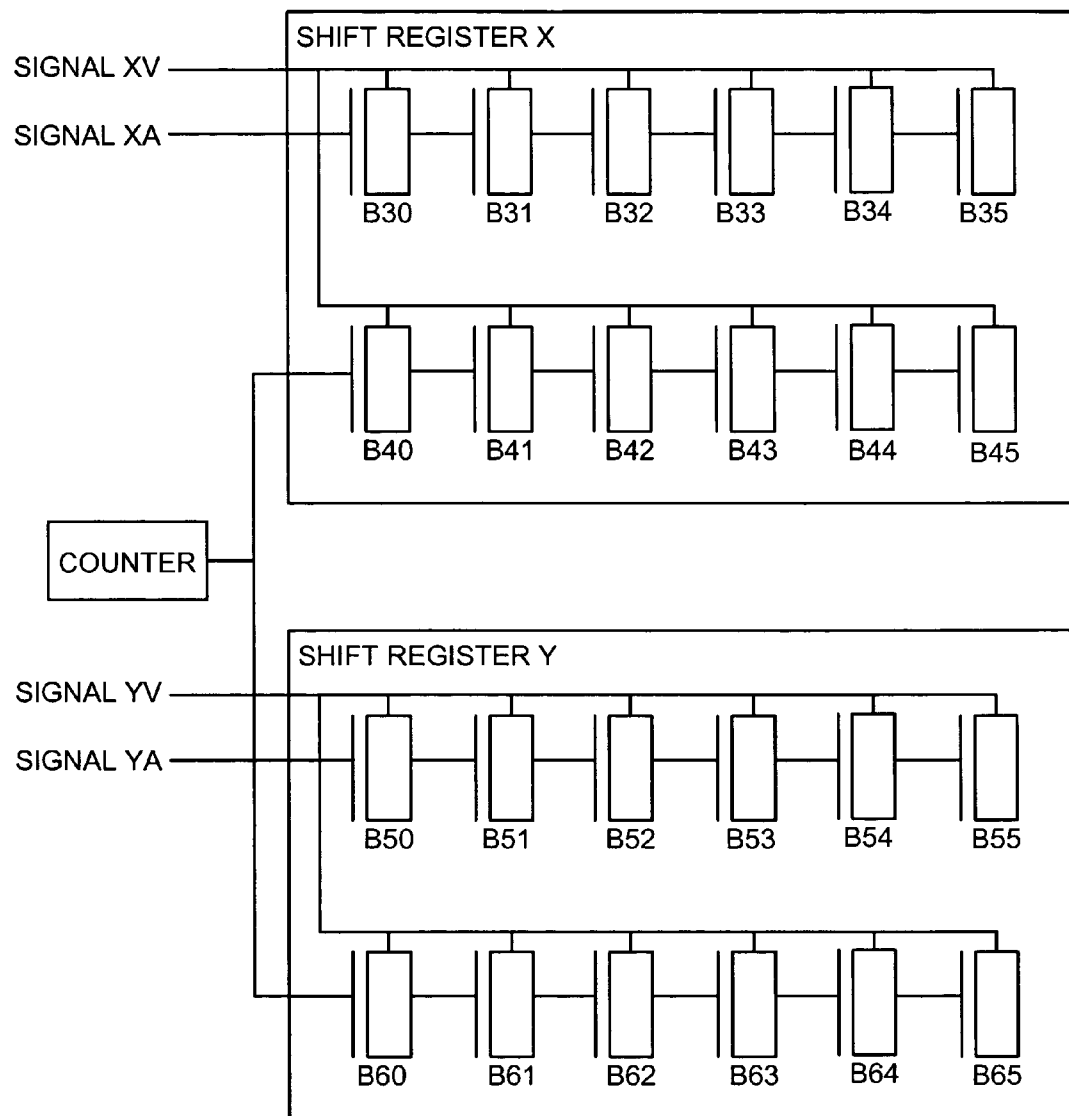 SHIFT REGISTER X
SIGNAL XV
SIGNAL XA
B30 B31 B32 B33 B34 B35
B40 B41 B42 B43 B44 B45
COUNTER
SHIFT REGISTER Y
SIGNAL YV
SIGNAL YA
B50 B51 B52 B53 B54 B55
B60 B61 B62 B63 B64 B65